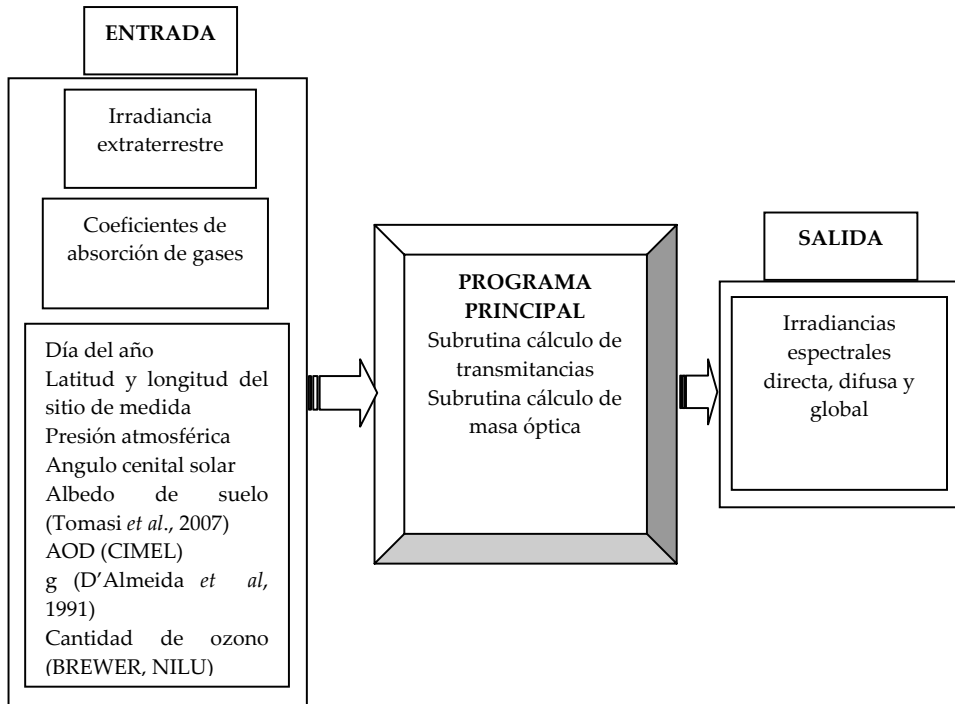 ENTRADA
Irradiancia
extraterrestre
Coeficientes de
absorción de gases
Día del año
Latitud y longitud del
sitio de medida
Presión atmosférica
Angulo cenital solar
Albedo de suelo
(Tomasi et al., 2007)
AOD (CIMEL)
g (D’Almeida et al,
1991)
Cantidad de ozono
(BREWER, NILU)
PROGRAMA
PRINCIPAL
Subrutina cálculo de
transmitancias
Subrutina cálculo de
masa óptica
SALIDA
Irradiancias
espectrales
directa, difusa y
global